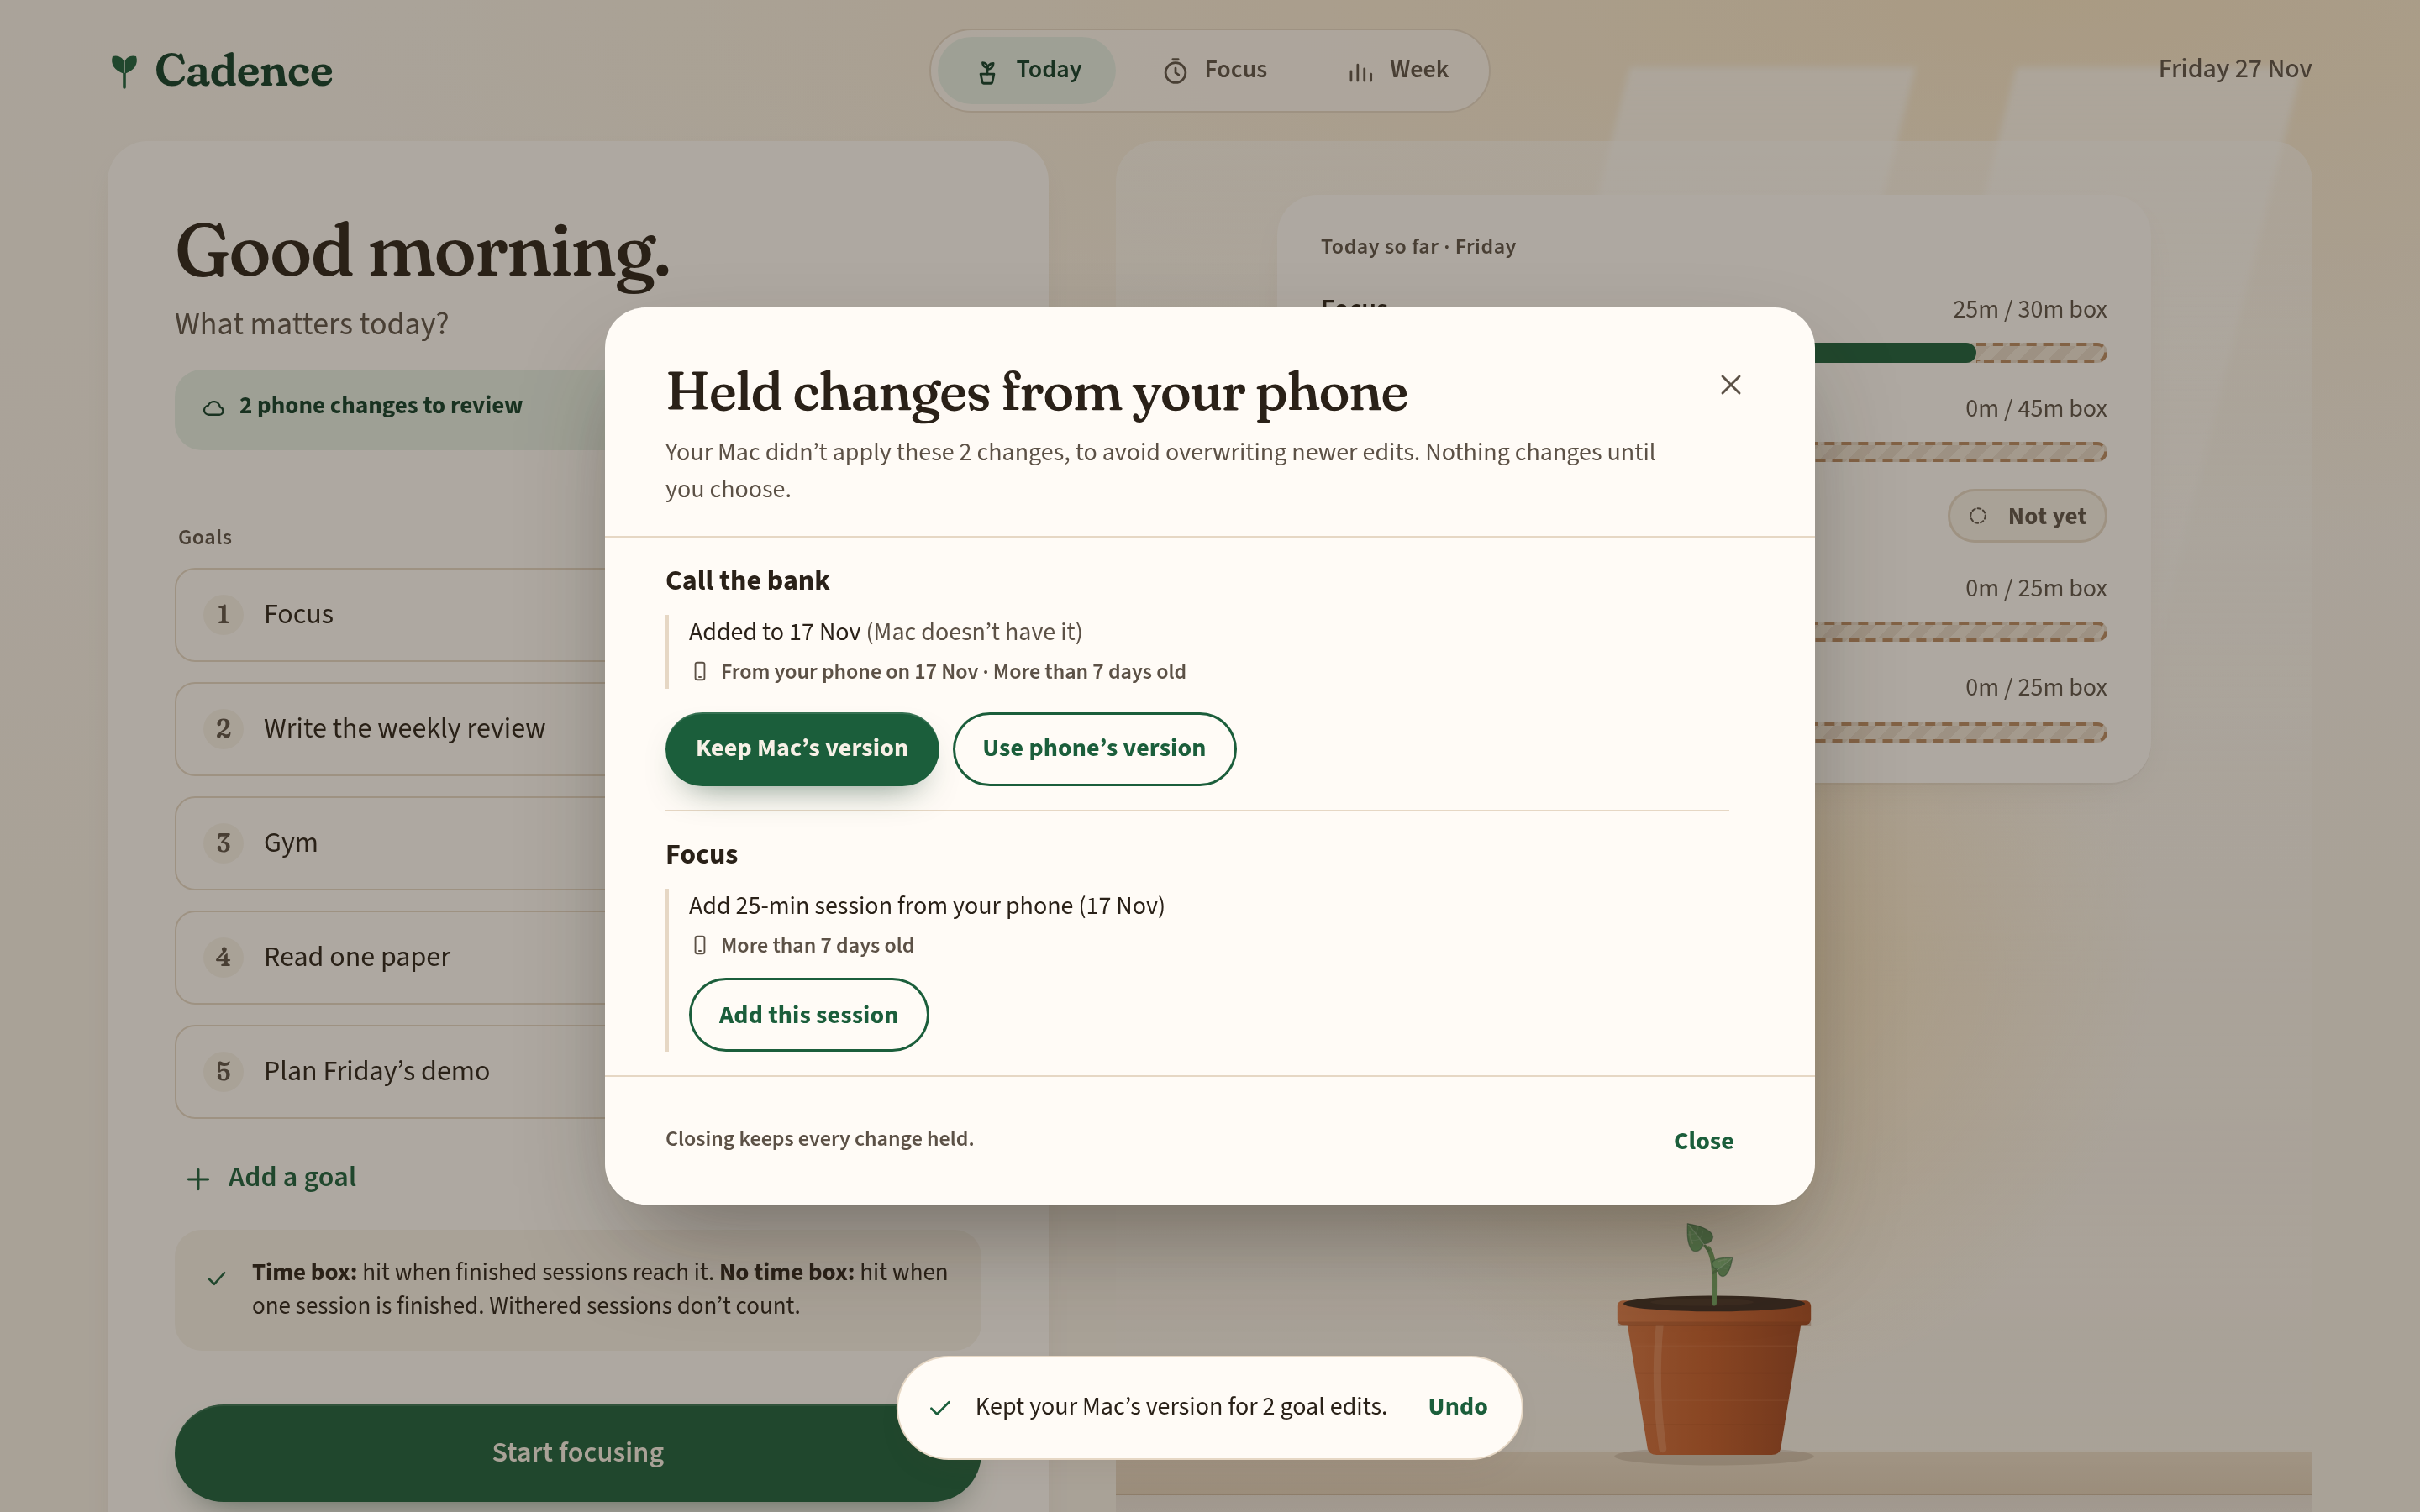 Cadence
Today
Focus
Week
Friday 27 Nov
Good morning.
What matters today?
2 phone changes to review
Goals
1 Focus
2 Write the weekly review
3 Gym
4 Read one paper
5 Plan Friday’s demo
Add a goal
Time box: hit when finished sessions reach it. No time box: hit when
one session is finished. Withered sessions don’t count.
Start focusing
Today so far · Friday
Focus
25m / 30m box
0m / 45m box
Not yet
0m / 25m box
0m / 25m box
Held changes from your phone
Your Mac didn’t apply these 2 changes, to avoid overwriting newer edits. Nothing changes until
you choose.
Call the bank
Added to 17 Nov (Mac doesn’t have it)
From your phone on 17 Nov · More than 7 days old
Keep Mac’s version
Use phone’s version
Focus
Add 25-min session from your phone (17 Nov)
More than 7 days old
Add this session
Closing keeps every change held.
Close
Kept your Mac’s version for 2 goal edits.
Undo